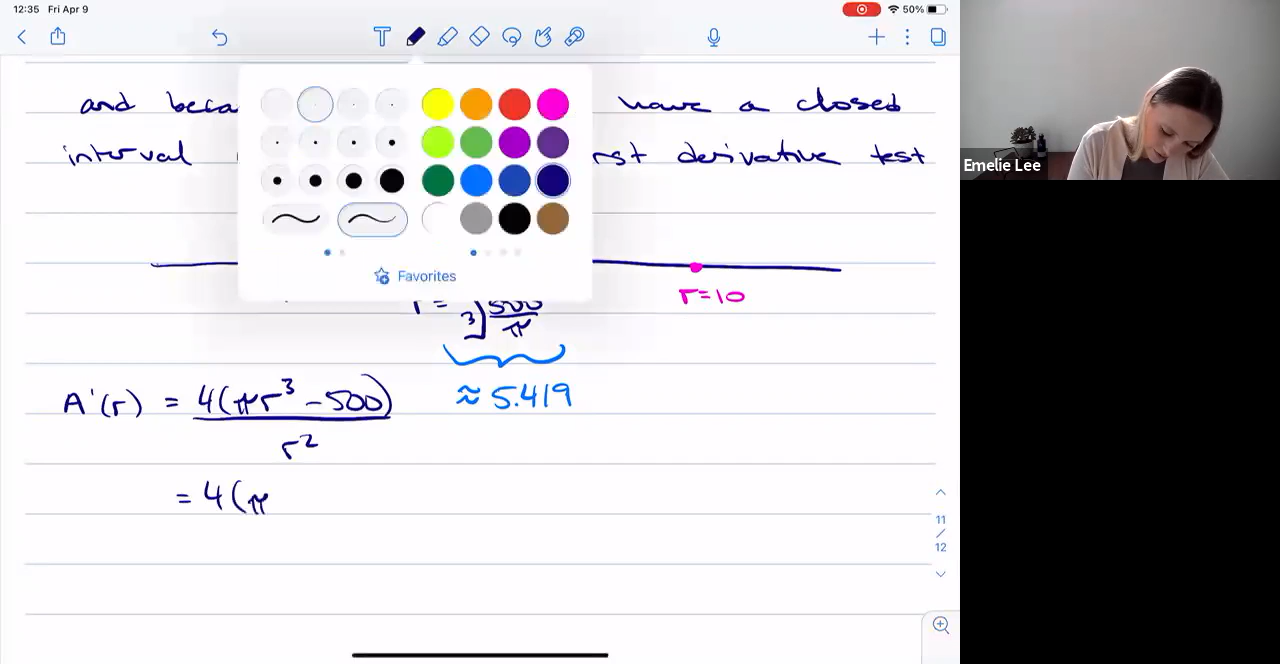 12:35 Fri Apr 9
50%
T
and beca have a closed
interval rst derivative test
Favorites
r = ∛(500/π)
r=10
≈ 5.419
A'(r) = 4(πr³ - 500)
r²
= 4(π
11
/
12
Emelie Lee